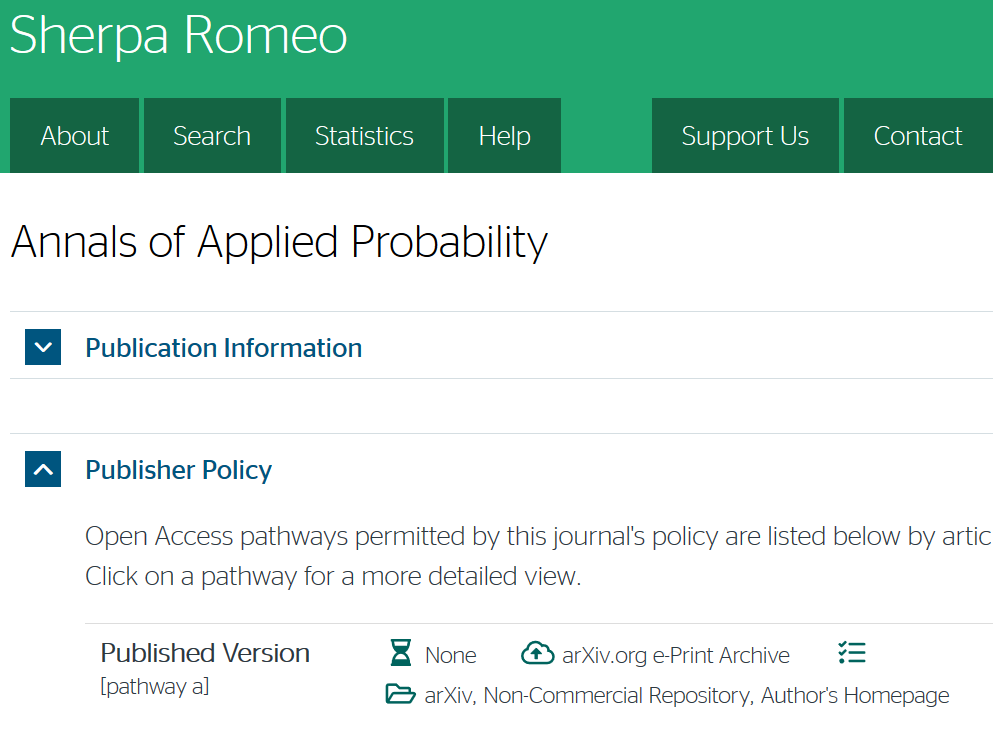 Sherpa Romeo
About Search Statistics Help Support Us Contact
Annals of Applied Probability
Publication Information
Publisher Policy
Open Access pathways permitted by this journal's policy are listed below by artic
Click on a pathway for a more detailed view.
Published Version None arXiv.org e-Print Archive
[pathway a] arXiv, Non-Commercial Repository, Author's Homepage